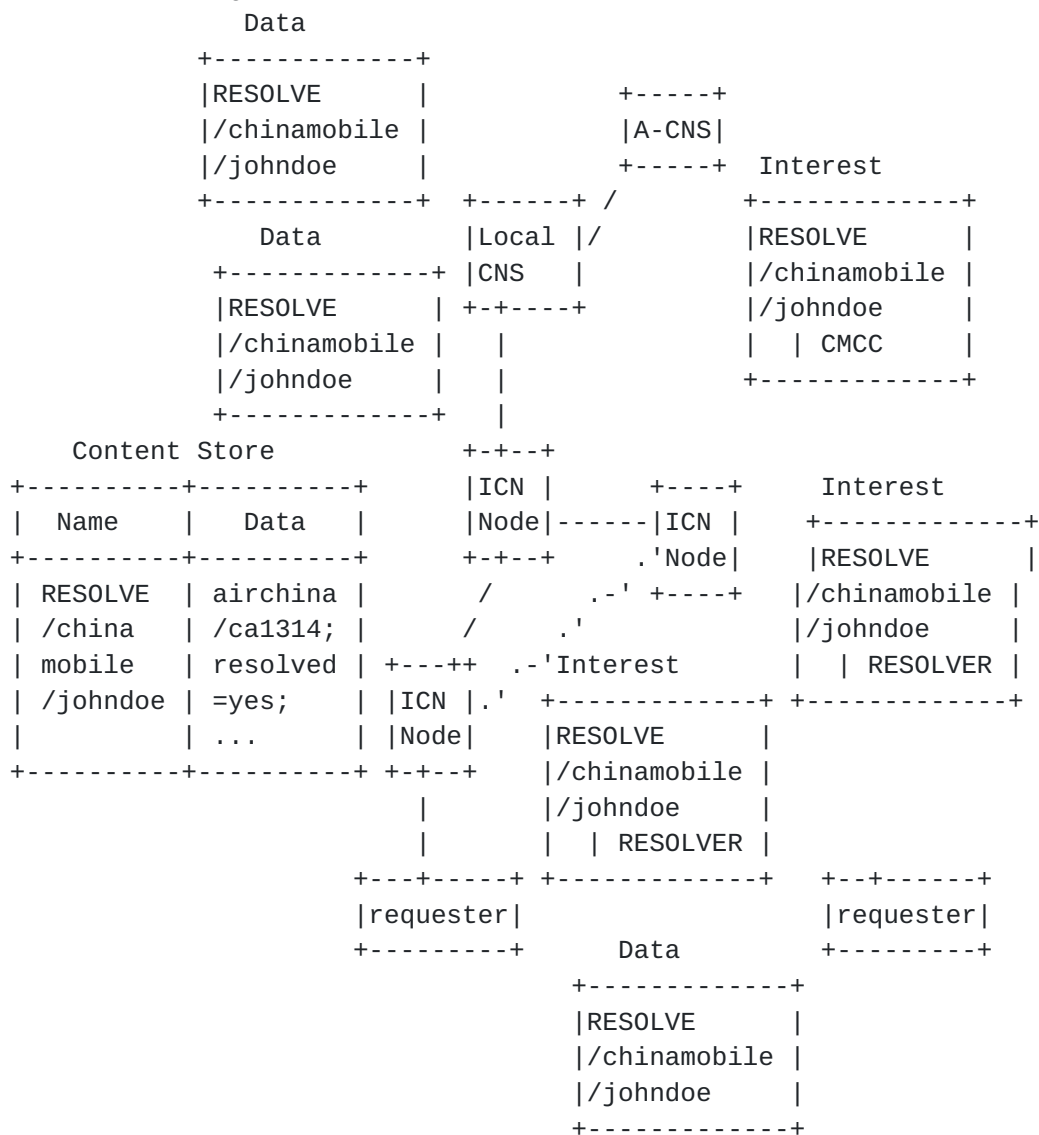 Data
+-------------+
|RESOLVE      |            +-----+
|/chinamobile |            |A-CNS|
|/johndoe     |            +-----+  Interest
+-------------+  +------+ /        +-------------+
Data         |Local |/         |RESOLVE      |
+-------------+ |CNS   |          |/chinamobile |
|RESOLVE      | +-+----+          |/johndoe     |
|/chinamobile |   |               |  | CMCC     |
|/johndoe     |   |               +-------------+
+-------------+   |
Content Store            +-+--+
+----------+----------+      |ICN |      +----+     Interest
|  Name    |   Data   |      |Node|------|ICN |    +-------------+
+----------+----------+      +-+--+     .'Node|    |RESOLVE      |
| RESOLVE  | airchina |       /      .-' +----+   |/chinamobile |
| /china   | /ca1314; |      /     .'             |/johndoe     |
| mobile   | resolved | +---++  .-'Interest       |  | RESOLVER |
| /johndoe | =yes;    | |ICN |.'  +-------------+ +-------------+
|          | ...      | |Node|    |RESOLVE      |
+----------+----------+ +-+--+    |/chinamobile |
|       |/johndoe     |
|       |  | RESOLVER |
+---+-----+ +-------------+   +--+------+
|requester|                   |requester|
+---------+      Data         +---------+
+-------------+
|RESOLVE      |
|/chinamobile |
|/johndoe     |
+-------------+